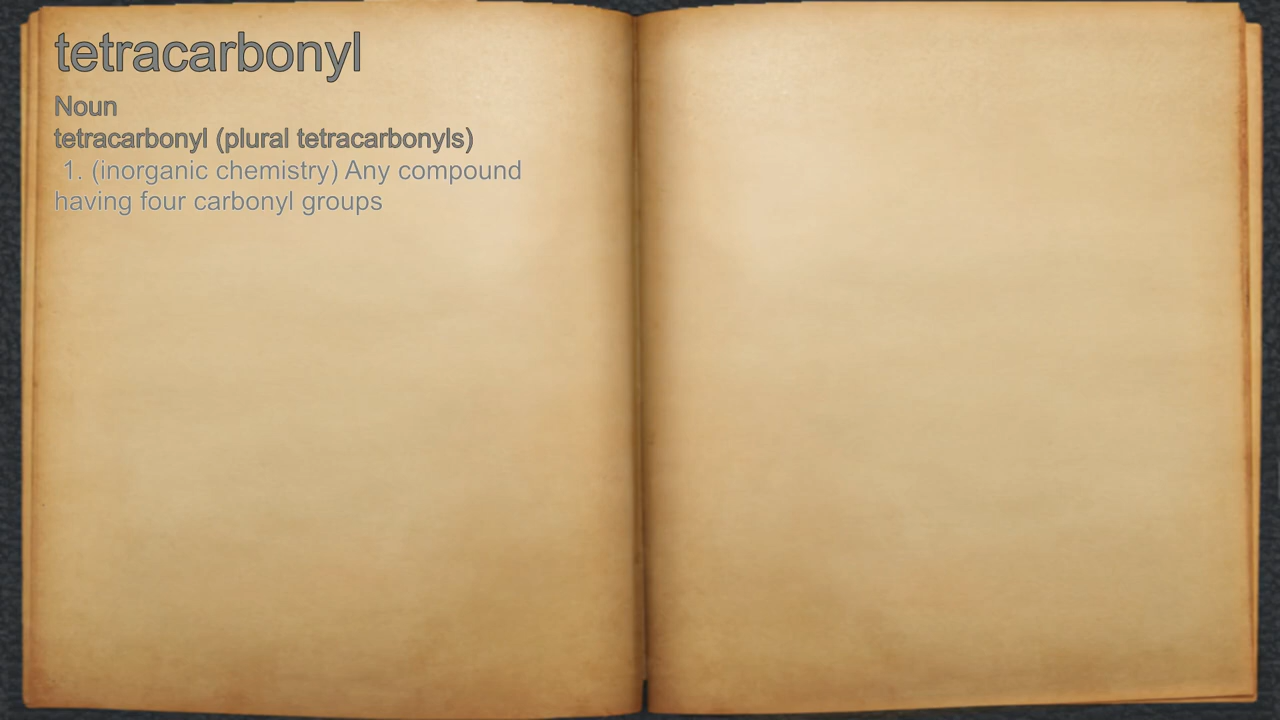 tetracarbonyl
Noun
tetracarbonyl (plural tetracarbonyls)
1. (inorganic chemistry) Any compound
having four carbonyl groups